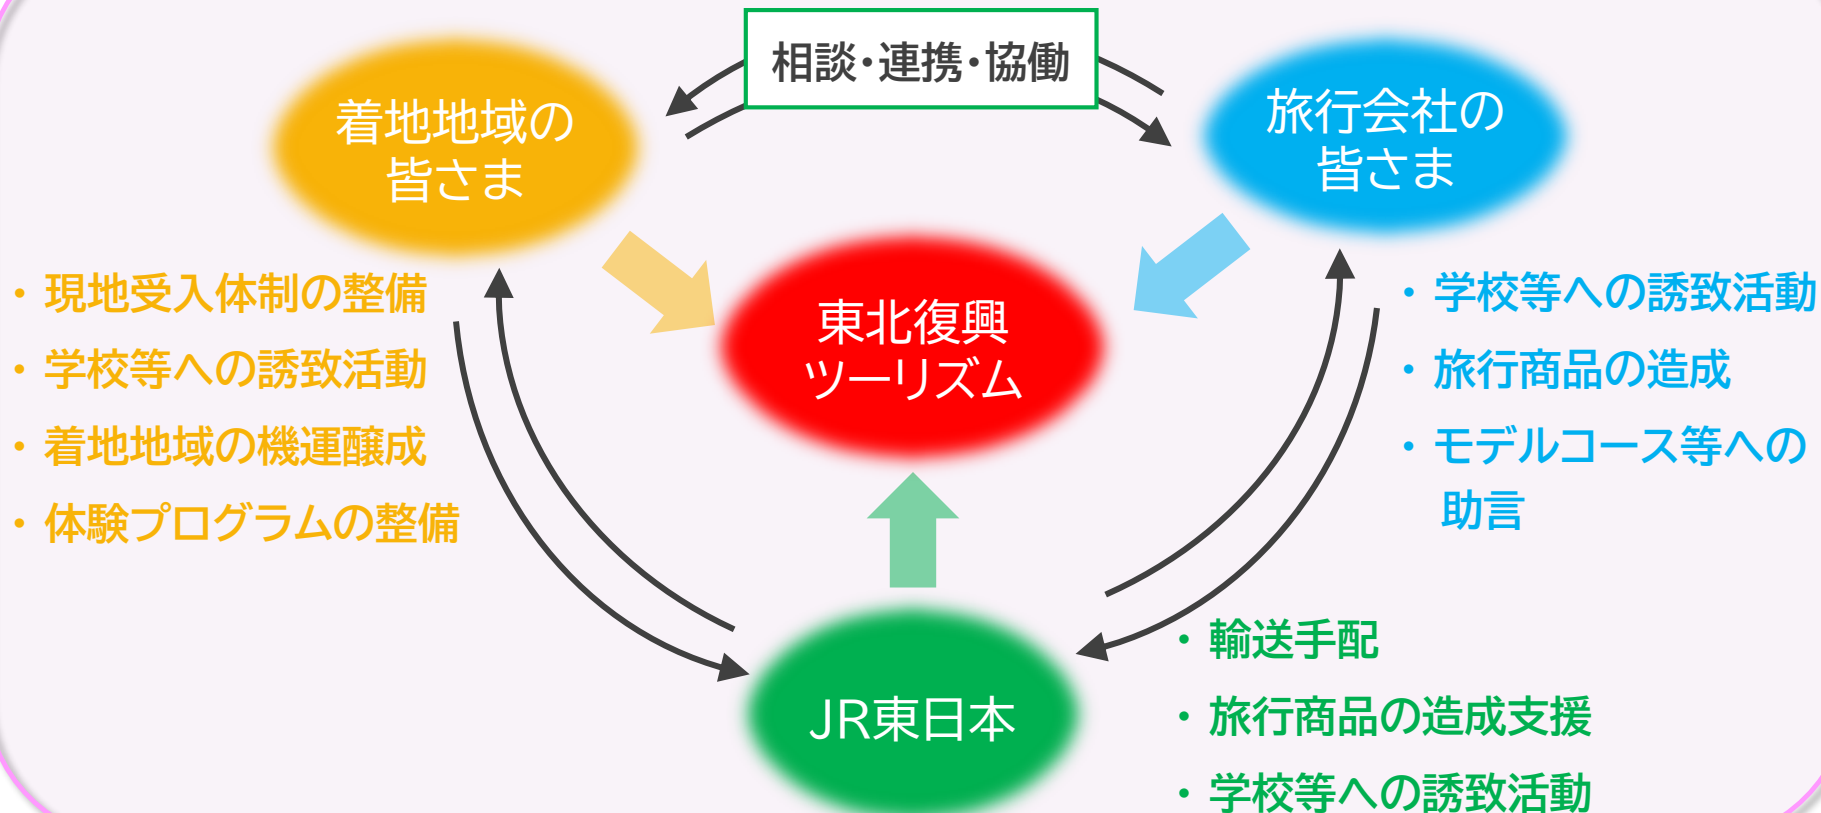 相談・連携・協働
着地地域の
皆さま
旅行会社の
皆さま
東北復興
ツーリズム
・現地受入体制の整備
・学校等への誘致活動
・着地地域の機運醸成
・体験プログラムの整備
・学校等への誘致活動
・旅行商品の造成
・モデルコース等への
助言
JR東日本
・輸送手配
・旅行商品の造成支援
・学校等への誘致活動